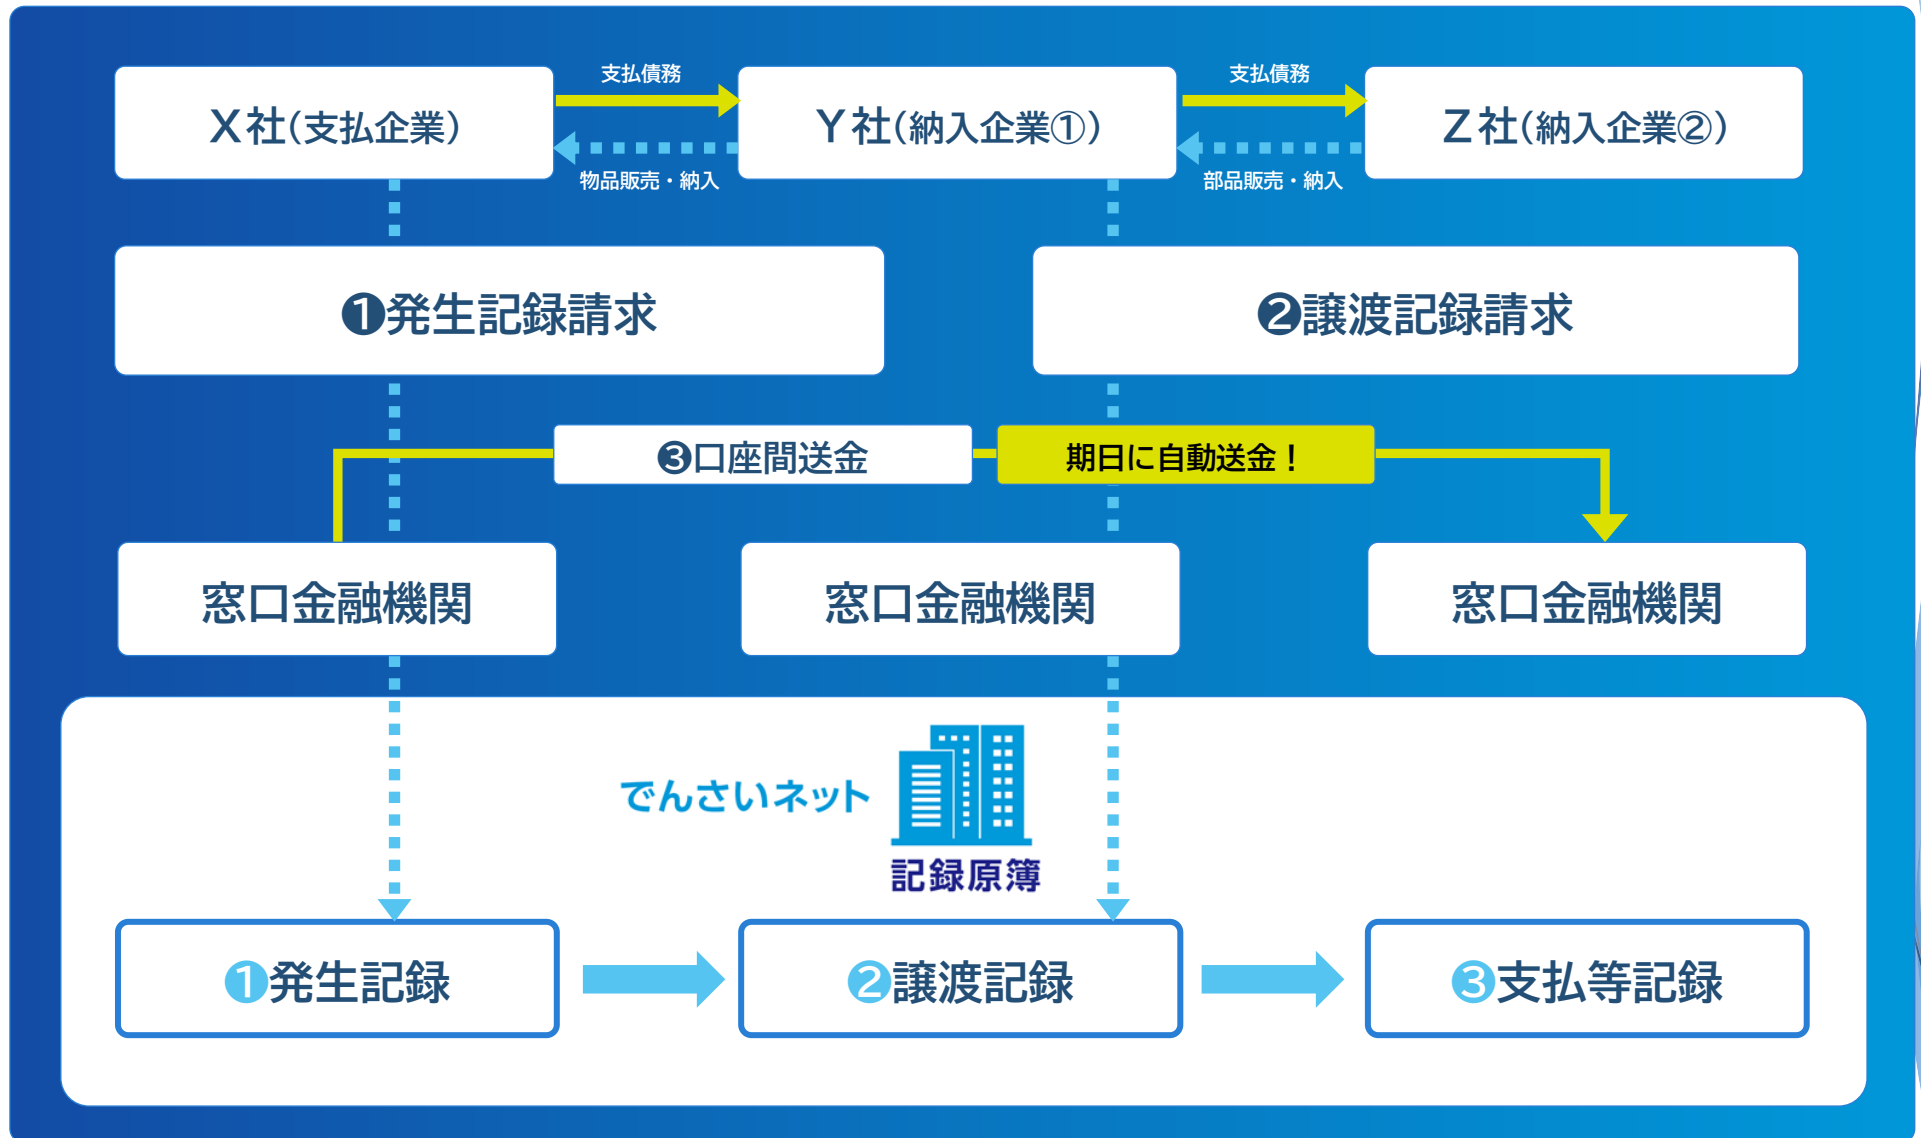 支払債務
支払債務
X社(支払企業)
Y社(納入企業①)
Z社(納入企業②)
物品販売・納入
部品販売・納入
❶発生記録請求
❷譲渡記録請求
❸口座間送金
期日に自動送金！
窓口金融機関
窓口金融機関
窓口金融機関
でんさいネット
記録原簿
❶発生記録
❷譲渡記録
❸支払等記録